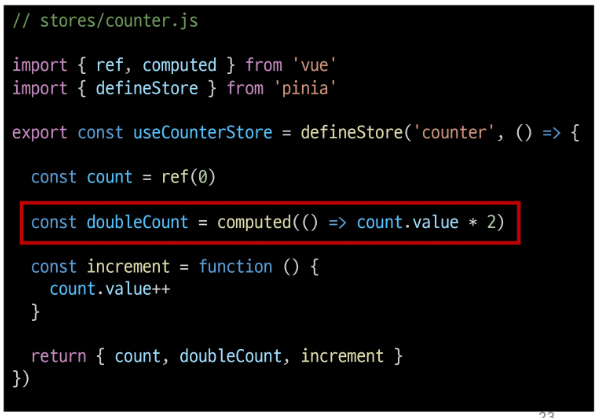 // stores/counter.js
import { ref, computed } from 'vue'
import { defineStore } from 'pinia'
export const useCounterStore = defineStore('counter', () => {
const count = ref(0)
const doubleCount = computed(() => count.value * 2)
const increment = function () {
count.value++
}
return { count, doubleCount, increment }
})
23